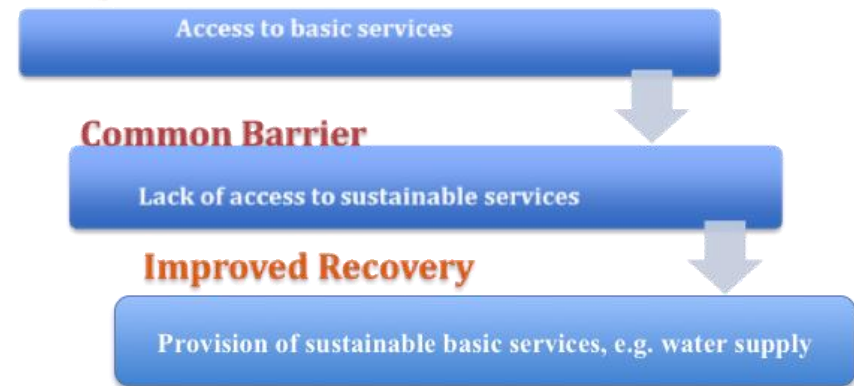 Access to basic services
Common Barrier
Lack of access to sustainable services
Improved Recovery
Provision of sustainable basic services, e.g. water supply